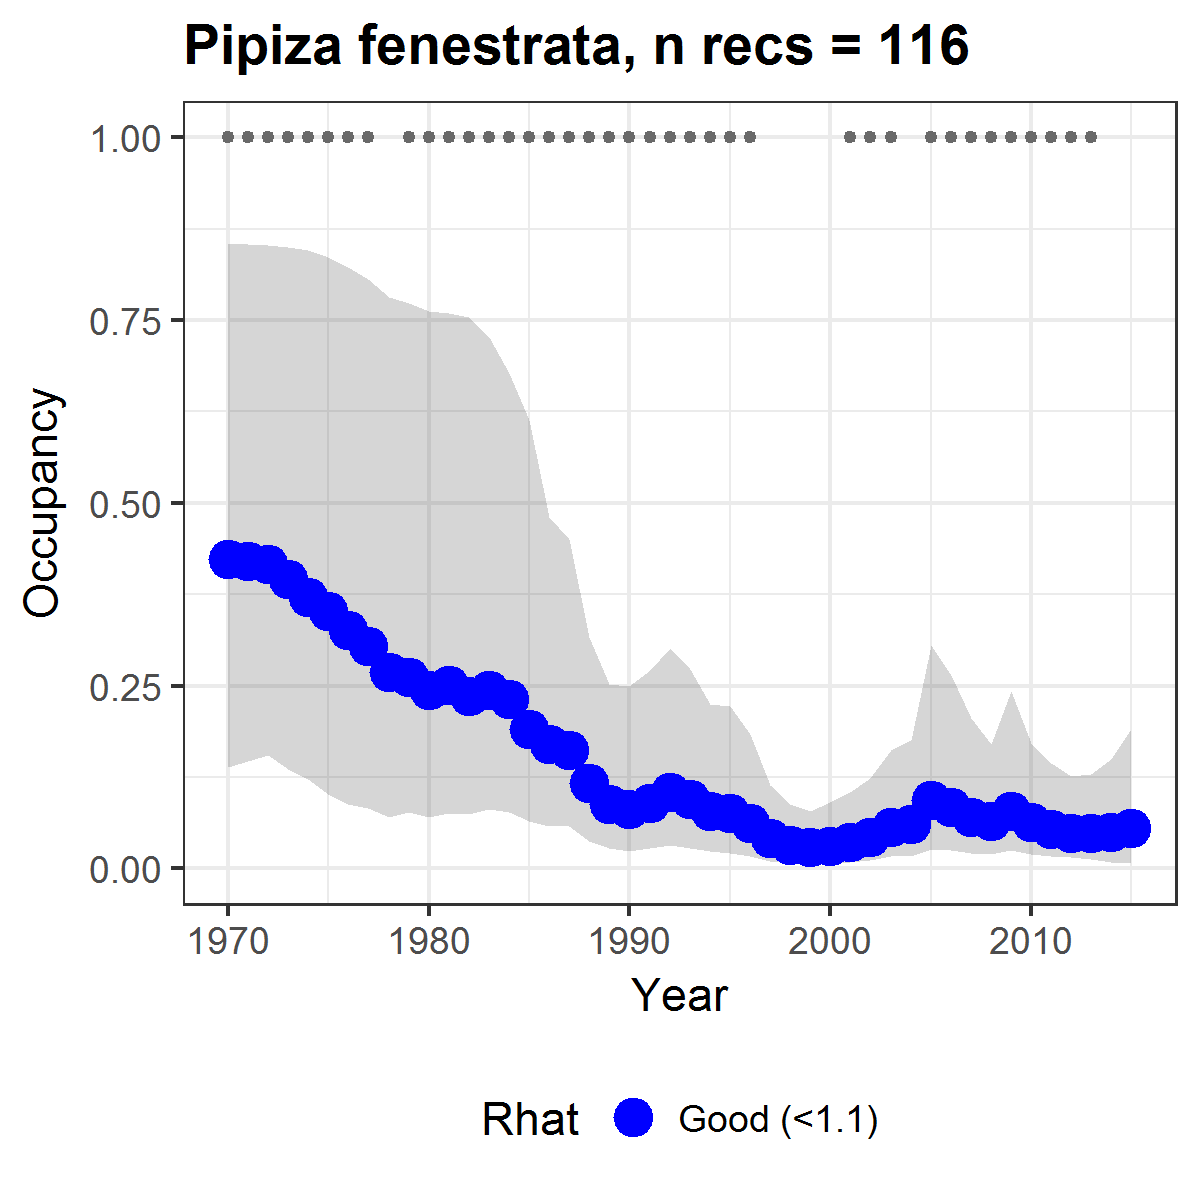 Pipiza fenestrata, n recs = 116
1.00
0.75
0.50
0.25
0.00
Occupancy
1970 1980 1990 2000 2010
Year
Rhat Good (<1.1)